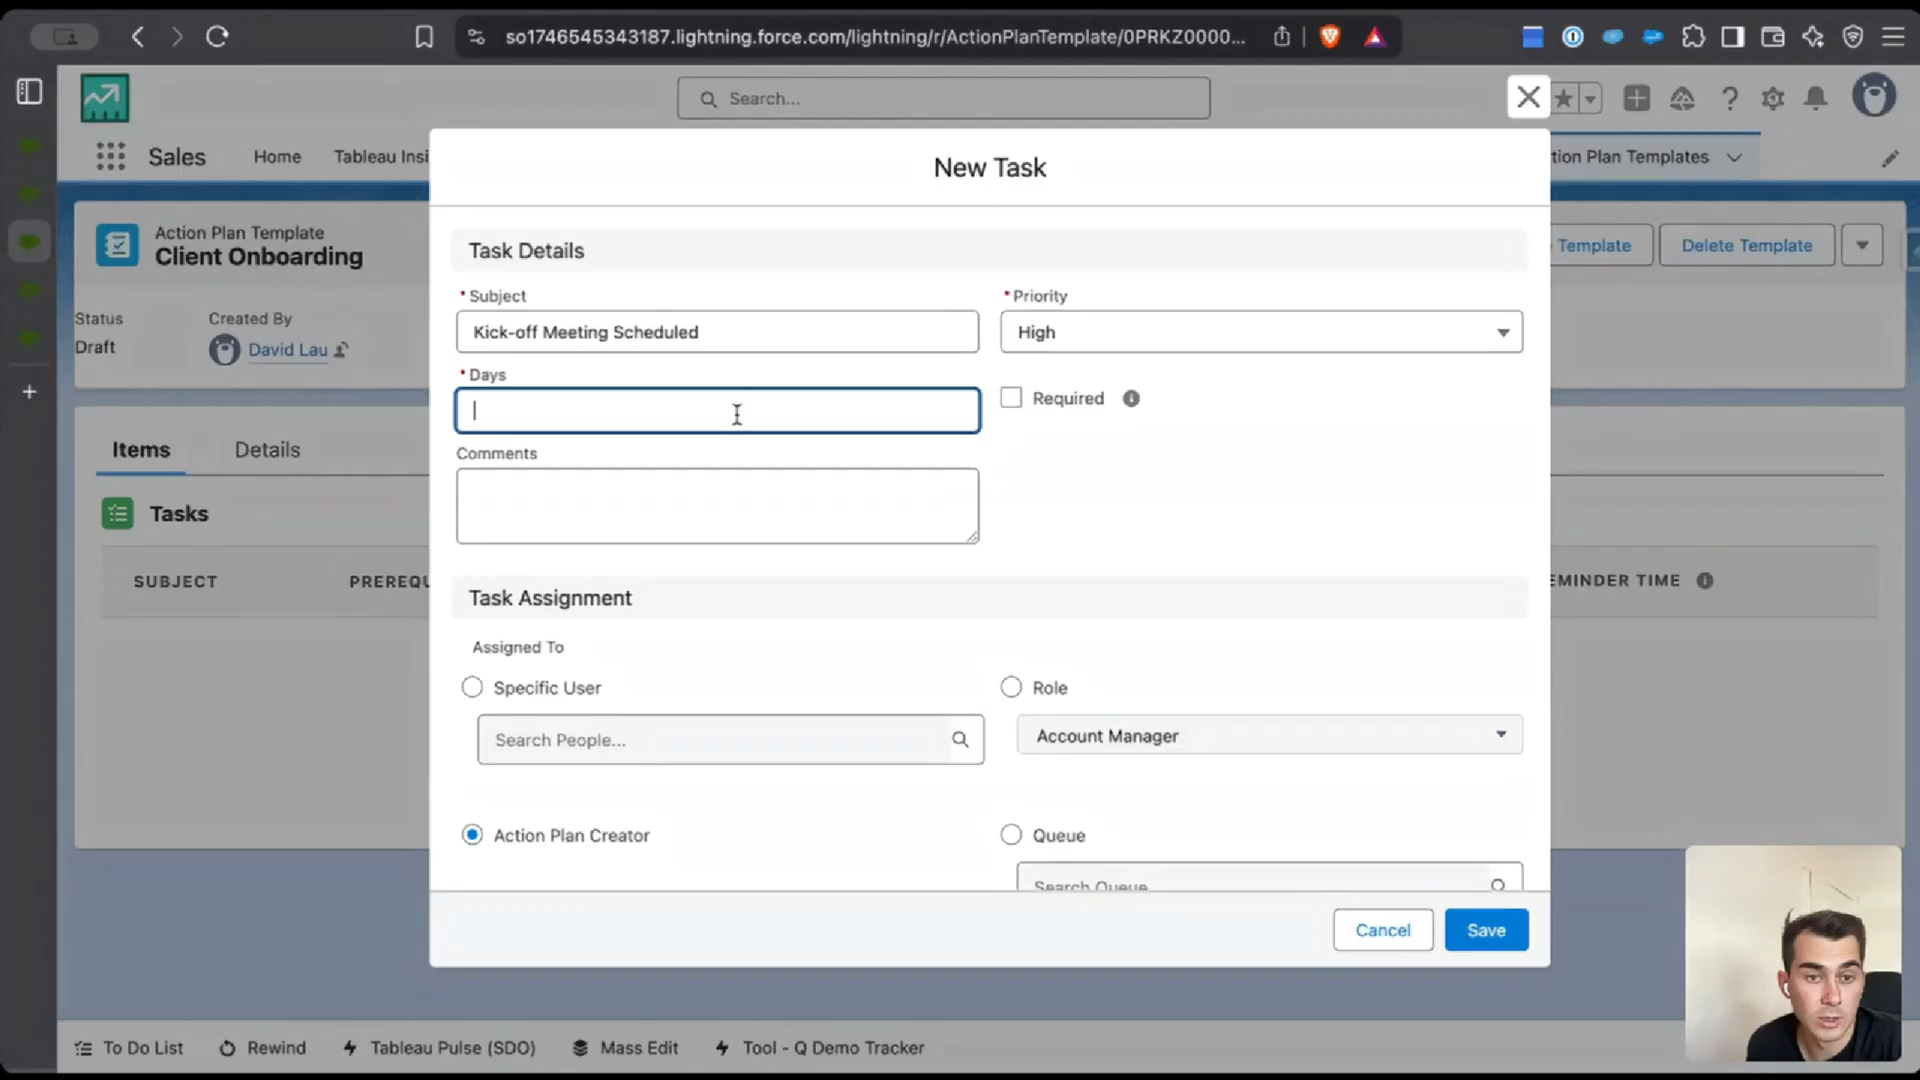 so1746545343187.lightning.force.com/lightning/r/ActionPlanTemplate/0PRKZ0000...
Search...
Sales
Home
Tableau Insi
tion Plan Templates
Action Plan Template
Client Onboarding
Template
Delete Template
Status
Created By
Draft
David Lau
Items
Details
Tasks
SUBJECT
PREREQU
EMINDER TIME
New Task
Task Details
* Subject
* Priority
Kick-off Meeting Scheduled
High
* Days
Required
Comments
Task Assignment
Assigned To
Specific User
Role
Search People...
Account Manager
Action Plan Creator
Queue
Search Queue
Cancel
Save
To Do List
Rewind
Tableau Pulse (SDO)
Mass Edit
Tool - Q Demo Tracker